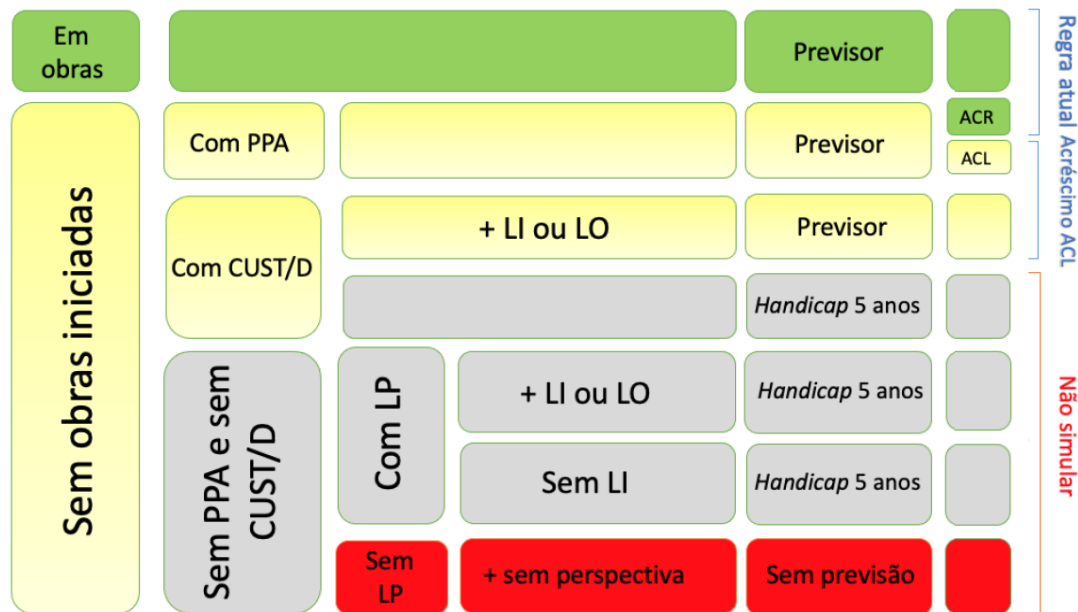 Em
obras
Previsor
Regra atual
Sem obras iniciadas
Com PPA
Previsor
ACR
ACL
Acréscimo ACL
Com CUST/D
+ LI ou LO
Previsor
Handicap 5 anos
Não simular
Sem PPA e sem
CUST/D
Com LP
+ LI ou LO
Handicap 5 anos
Sem LI
Handicap 5 anos
Sem
LP
+ sem perspectiva
Sem previsão